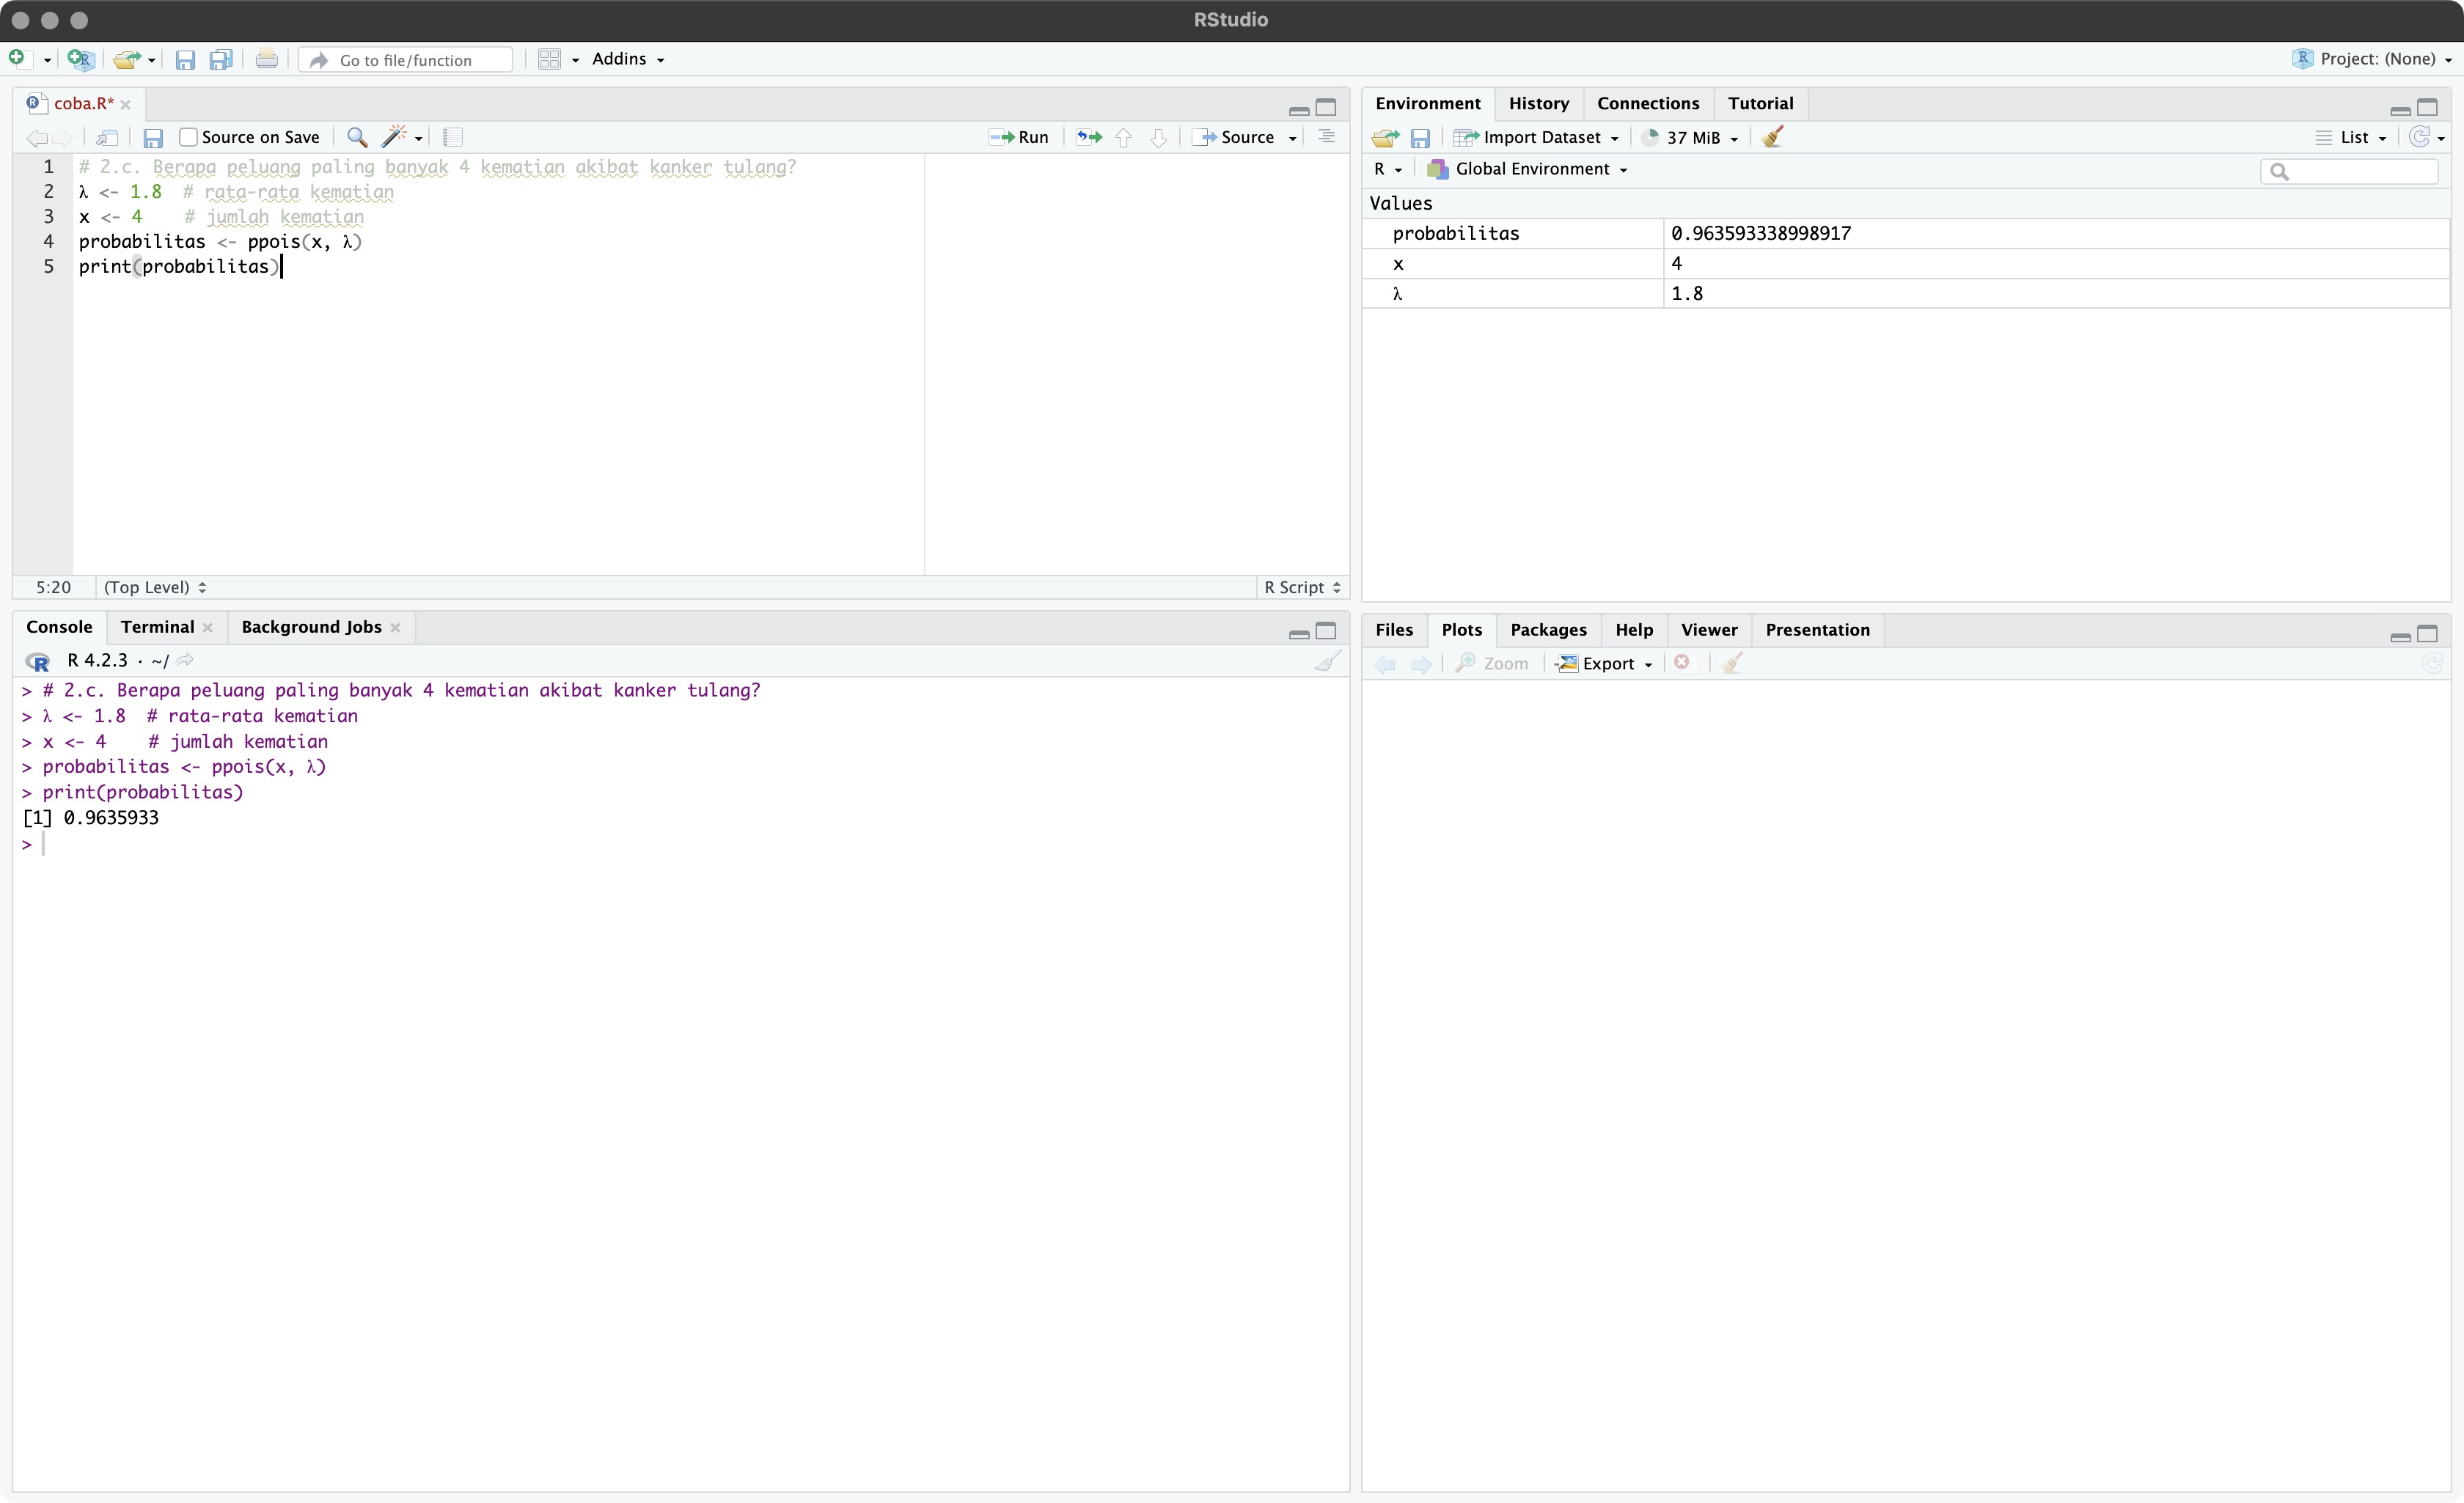 RStudio
Go to file/function
Addins
Project: (None)
coba.R*
Source on Save
Run
Source
1 # 2.c. Berapa peluang paling banyak 4 kematian akibat kanker tulang?
2 λ <- 1.8  # rata-rata kematian
3 x <- 4    # jumlah kematian
4 probabilitas <- ppois(x, λ)
5 print(probabilitas)
5:20
(Top Level)
R Script
Console
Terminal
Background Jobs
R 4.2.3 · ~/
> # 2.c. Berapa peluang paling banyak 4 kematian akibat kanker tulang?
> λ <- 1.8  # rata-rata kematian
> x <- 4    # jumlah kematian
> probabilitas <- ppois(x, λ)
> print(probabilitas)
[1] 0.9635933
>
Environment
History
Connections
Tutorial
Import Dataset
37 MiB
List
R
Global Environment
Values
probabilitas 0.963593338998917
x 4
λ 1.8
Files
Plots
Packages
Help
Viewer
Presentation
Zoom
Export